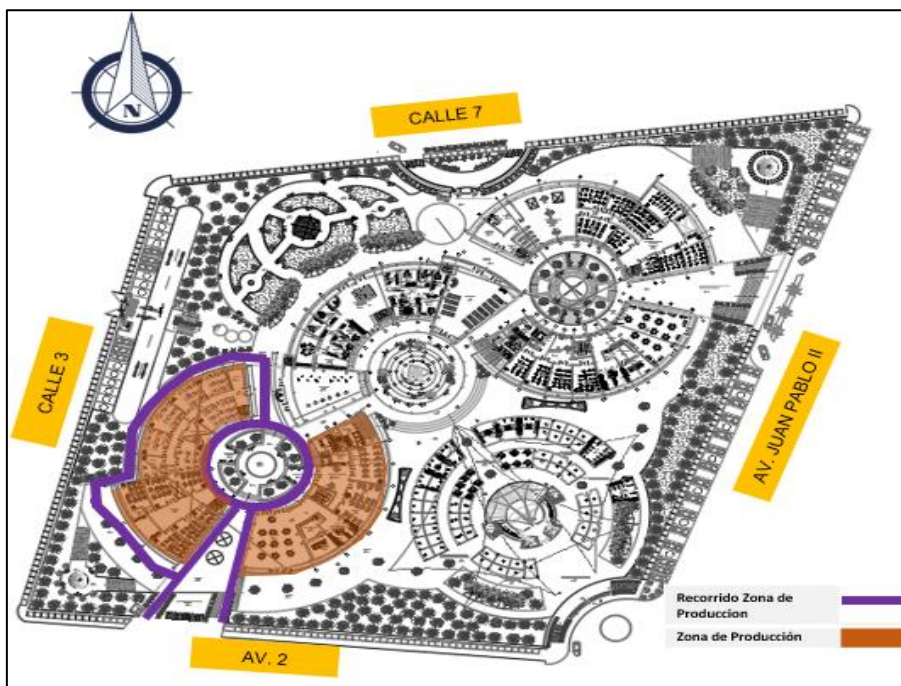 N
CALLE 7
CALLE 3
AV. JUAN PABLO II
AV. 2
Recorrido Zona de
Produccion
Zona de Producción